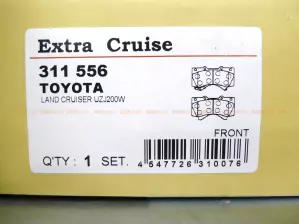 Extra Cruise
311 556
TOYOTA
LAND CRUISER UZJ200W
FRONT
Q'TY : 1 SET.
4 547726 310076